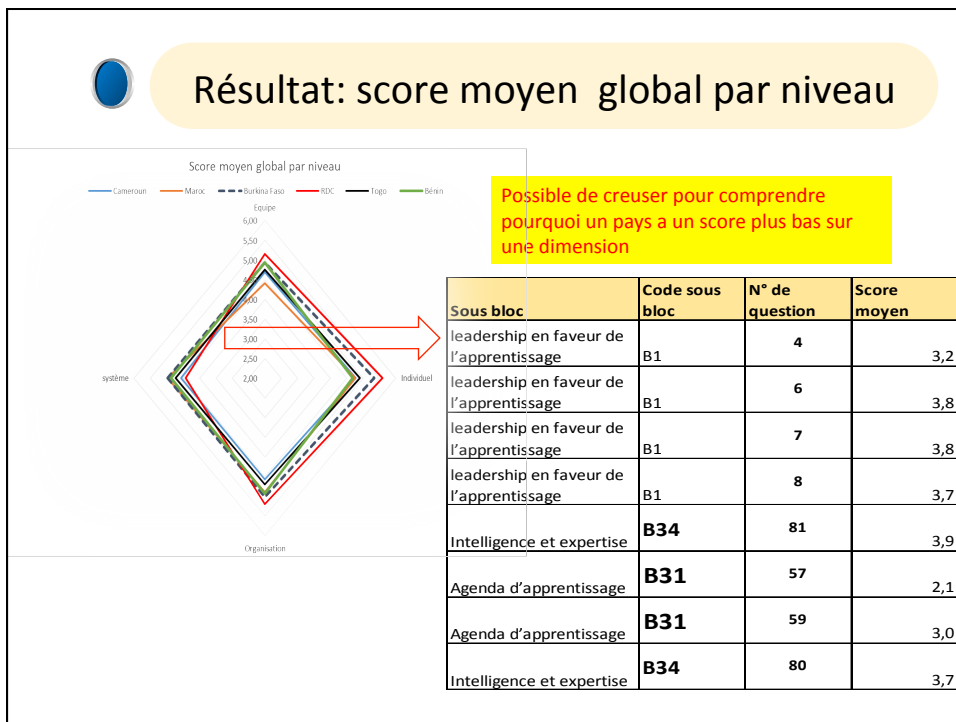 Résultat: score moyen  global par niveau
Score moyen global par niveau
Cameroun Maroc Burkina Faso RDC Togo Bénin
Equipe
6,00
5,50
5,00
4,00
3,50
3,00
2,50
2,00
système
Individuel
Organisation
Possible de creuser pour comprendre
pourquoi un pays a un score plus bas sur
une dimension
Sous bloc
Code sous
bloc
N° de
question
Score
moyen
leadership en faveur de
l’apprentissage
B1
4
3,2
leadership en faveur de
l’apprentissage
B1
6
3,8
leadership en faveur de
l’apprentissage
B1
7
3,8
leadership en faveur de
l’apprentissage
B1
8
3,7
Intelligence et expertise
B34
81
3,9
Agenda d’apprentissage
B31
57
2,1
Agenda d’apprentissage
B31
59
3,0
Intelligence et expertise
B34
80
3,7